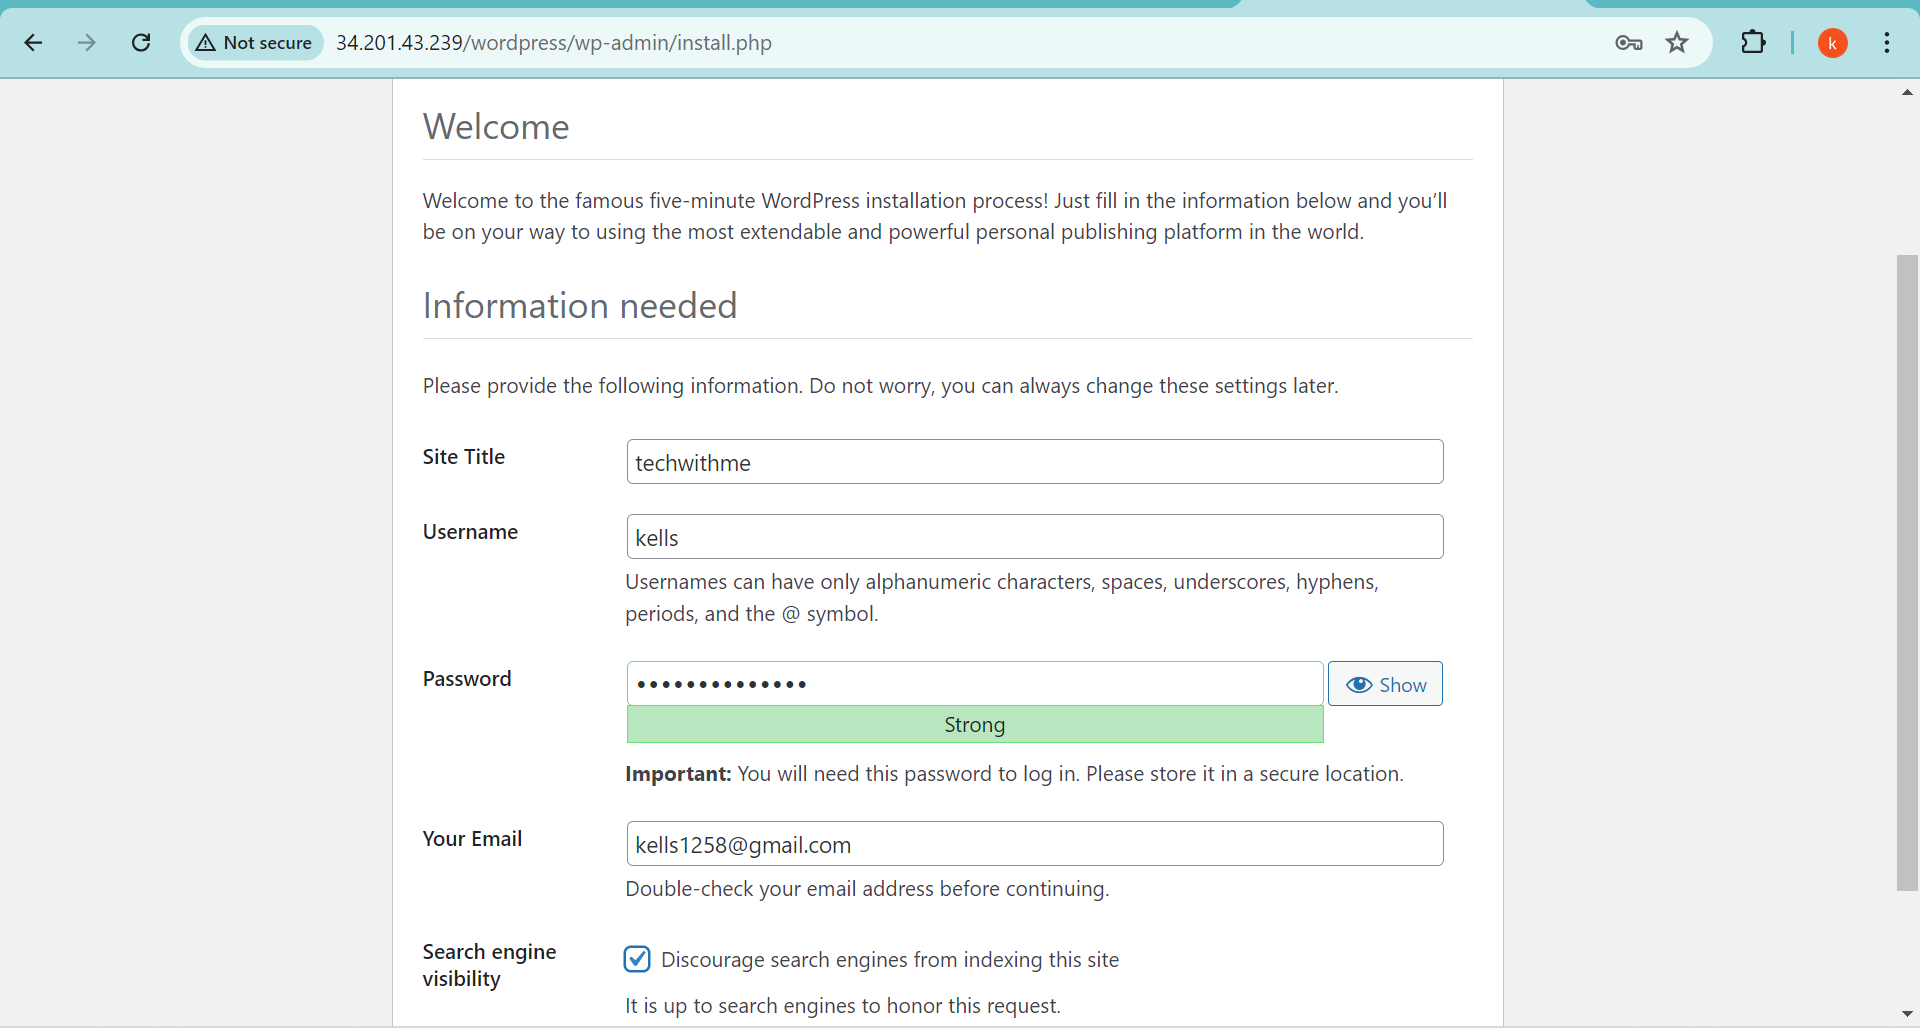 Not secure 34.201.43.239/wordpress/wp-admin/install.php k
Welcome
Welcome to the famous five-minute WordPress installation process! Just fill in the information below and you’ll
be on your way to using the most extendable and powerful personal publishing platform in the world.
Information needed
Please provide the following information. Do not worry, you can always change these settings later.
Site Title techwithme
Username kells
Usernames can have only alphanumeric characters, spaces, underscores, hyphens,
periods, and the @ symbol.
Password •••••••••••••• Show
Strong
Important: You will need this password to log in. Please store it in a secure location.
Your Email kells1258@gmail.com
Double-check your email address before continuing.
Search engine
visibility
Discourage search engines from indexing this site
It is up to search engines to honor this request.